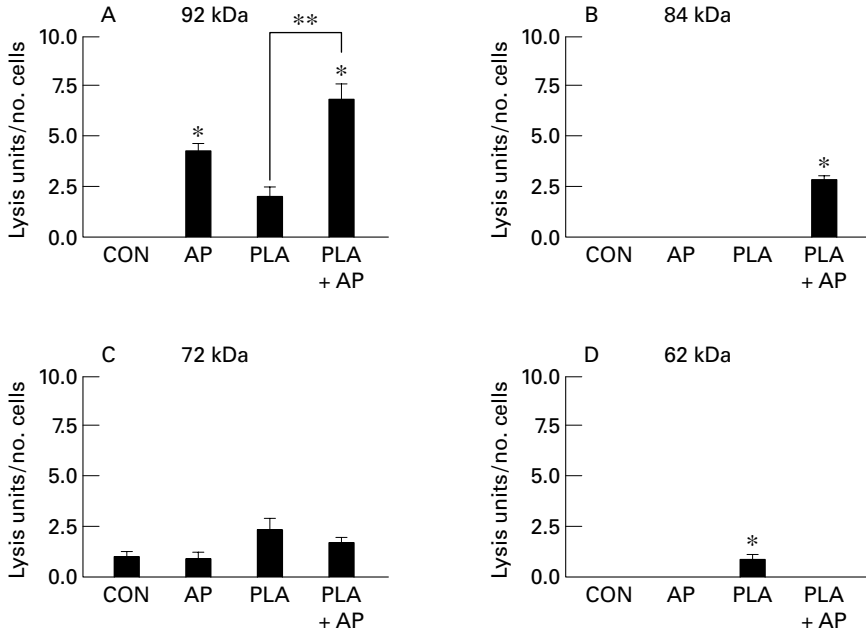 A 92 kDa
**
*
*
10.0
7.5
5.0
2.5
0.0
Lysis units/no. cells
CON AP PLA PLA
+ AP
B 84 kDa
*
10.0
7.5
5.0
2.5
0.0
Lysis units/no. cells
CON AP PLA PLA
+ AP
C 72 kDa
10.0
7.5
5.0
2.5
0.0
Lysis units/no. cells
CON AP PLA PLA
+ AP
D 62 kDa
*
10.0
7.5
5.0
2.5
0.0
Lysis units/no. cells
CON AP PLA PLA
+ AP